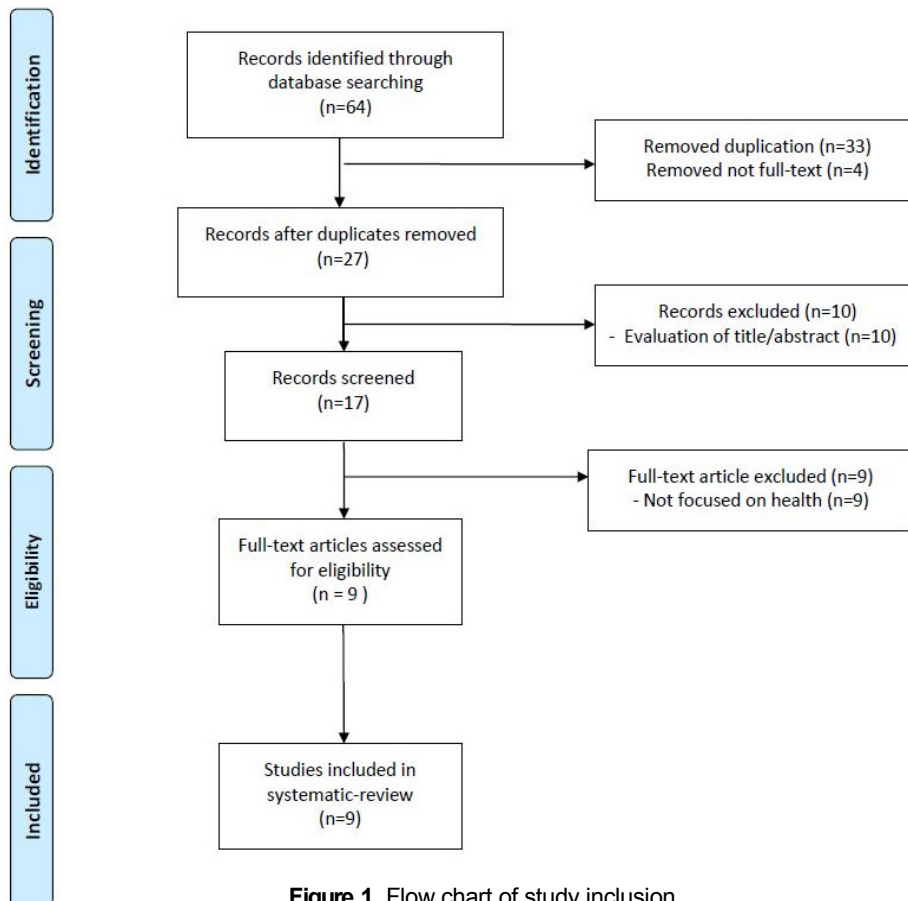 Identification
Records identified through
database searching
(n=64)
Removed duplication (n=33)
Removed not full-text (n=4)
Records after duplicates removed
(n=27)
Screening
Records excluded (n=10)
- Evaluation of title/abstract (n=10)
Records screened
(n=17)
Full-text article excluded (n=9)
- Not focused on health (n=9)
Eligibility
Full-text articles assessed
for eligibility
(n = 9 )
Included
Studies included in
systematic-review
(n=9)
Figure 1. Flow chart of study inclusion